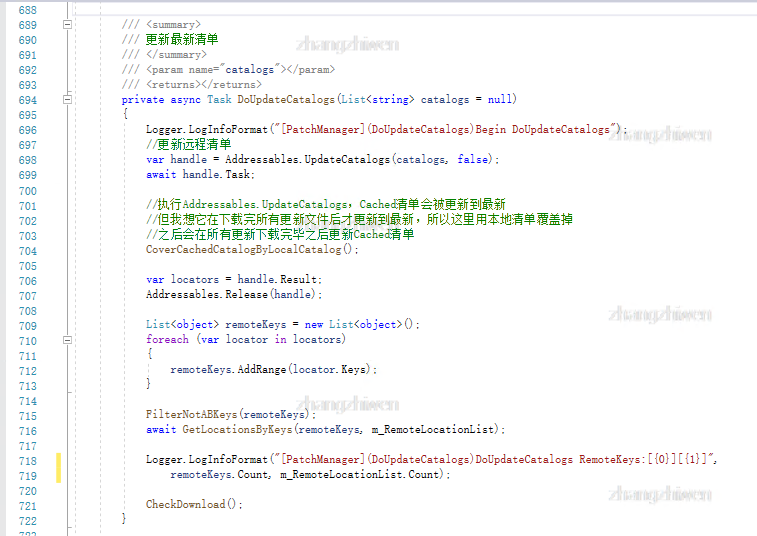 688
689 /// <summary>
690 /// 更新最新清单
691 /// </summary>
692 /// <param name="catalogs"></param>
693 /// <returns></returns>
694 private async Task DoUpdateCatalogs(List<string> catalogs = null)
695 {
696 Logger.LogInfoFormat("[PatchManager](DoUpdateCatalogs)Begin DoUpdateCatalogs");
697 //更新远程清单
698 var handle = Addressables.UpdateCatalogs(catalogs, false);
699 await handle.Task;
700
701 //执行Addressables.UpdateCatalogs，Cached清单会被更新到最新
702 //但我想它在下载完所有更新文件后才更新到最新，所以这里用本地清单覆盖掉
703 //之后会在所有更新下载完毕之后更新Cached清单
704 CoverCachedCatalogByLocalCatalog();
705
706 var locators = handle.Result;
707 Addressables.Release(handle);
708
709 List<object> remoteKeys = new List<object>();
710 foreach (var locator in locators)
711 {
712 remoteKeys.AddRange(locator.Keys);
713 }
714
715 FilterNotABKeys(remoteKeys);
716 await GetLocationsByKeys(remoteKeys, m_RemoteLocationList);
717
718 Logger.LogInfoFormat("[PatchManager](DoUpdateCatalogs)DoUpdateCatalogs RemoteKeys:[{0}][{1}]",
719 remoteKeys.Count, m_RemoteLocationList.Count);
720
721 CheckDownload();
722 }
zhangzhiwen
zhangzhiwen
zhangzhiwen
zhangzhiwen
zhangzhiwen